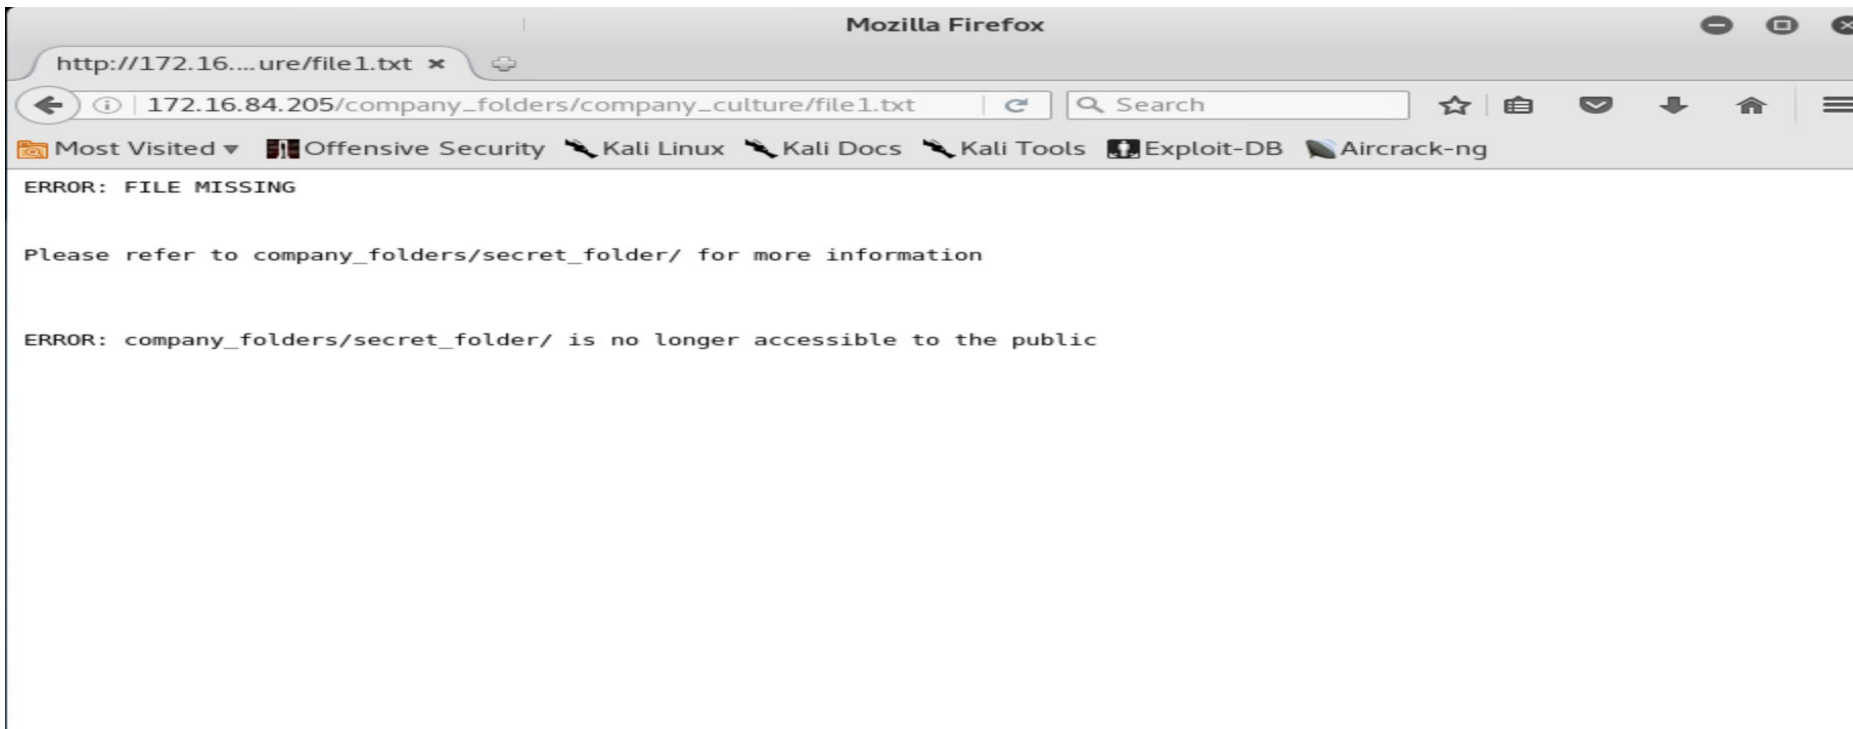 Mozilla Firefox
http://172.16....ure/file1.txt
172.16.84.205/company_folders/company_culture/file1.txt
Search
Most Visited
Offensive Security
Kali Linux
Kali Docs
Kali Tools
Exploit-DB
Aircrack-ng
ERROR: FILE MISSING
Please refer to company_folders/secret_folder/ for more information
ERROR: company_folders/secret_folder/ is no longer accessible to the public